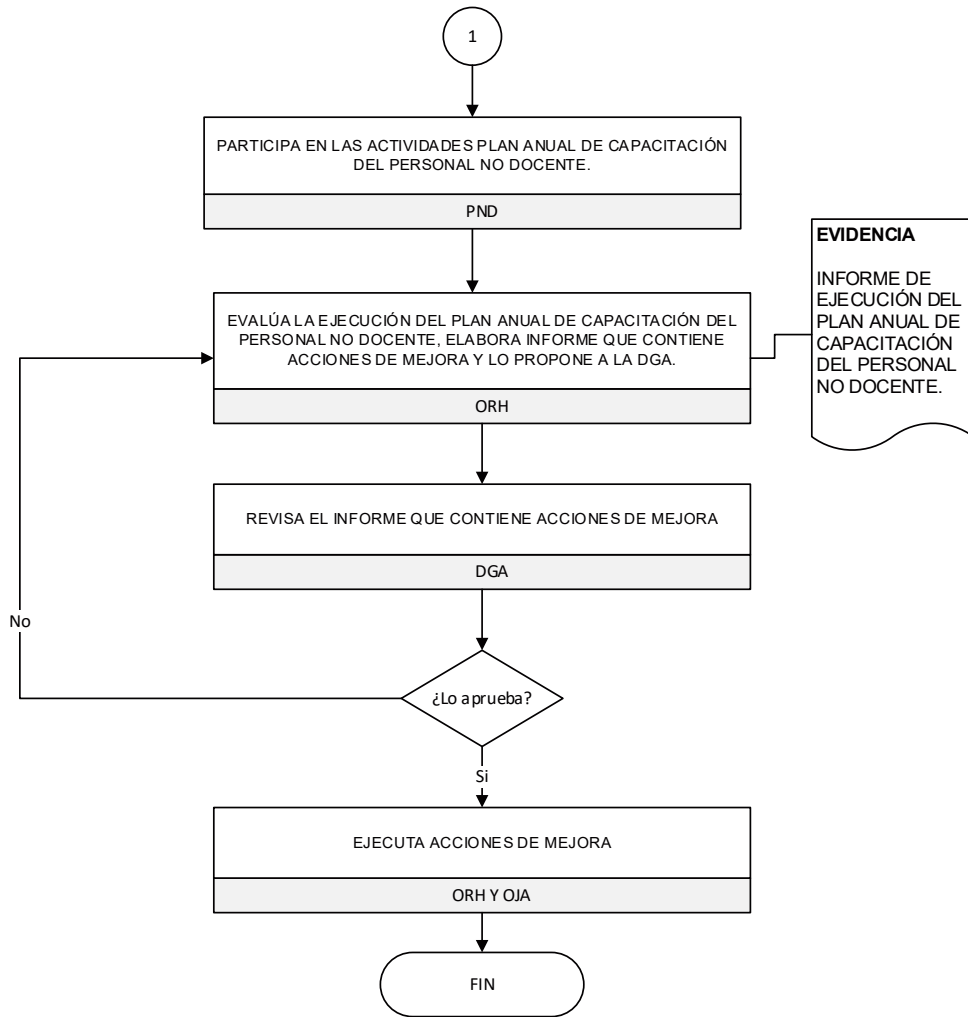 1
PARTICIPA EN LAS ACTIVIDADES PLAN ANUAL DE CAPACITACIÓN
DEL PERSONAL NO DOCENTE.
PND
EVALÚA LA EJECUCIÓN DEL PLAN ANUAL DE CAPACITACIÓN DEL
PERSONAL NO DOCENTE, ELABORA INFORME QUE CONTIENE
ACCIONES DE MEJORA Y LO PROPONE A LA DGA.
ORH
EVIDENCIA
INFORME DE
EJECUCIÓN DEL
PLAN ANUAL DE
CAPACITACIÓN
DEL PERSONAL
NO DOCENTE.
REVISA EL INFORME QUE CONTIENE ACCIONES DE MEJORA
DGA
No
¿Lo aprueba?
Si
EJECUTA ACCIONES DE MEJORA
ORH Y OJA
FIN